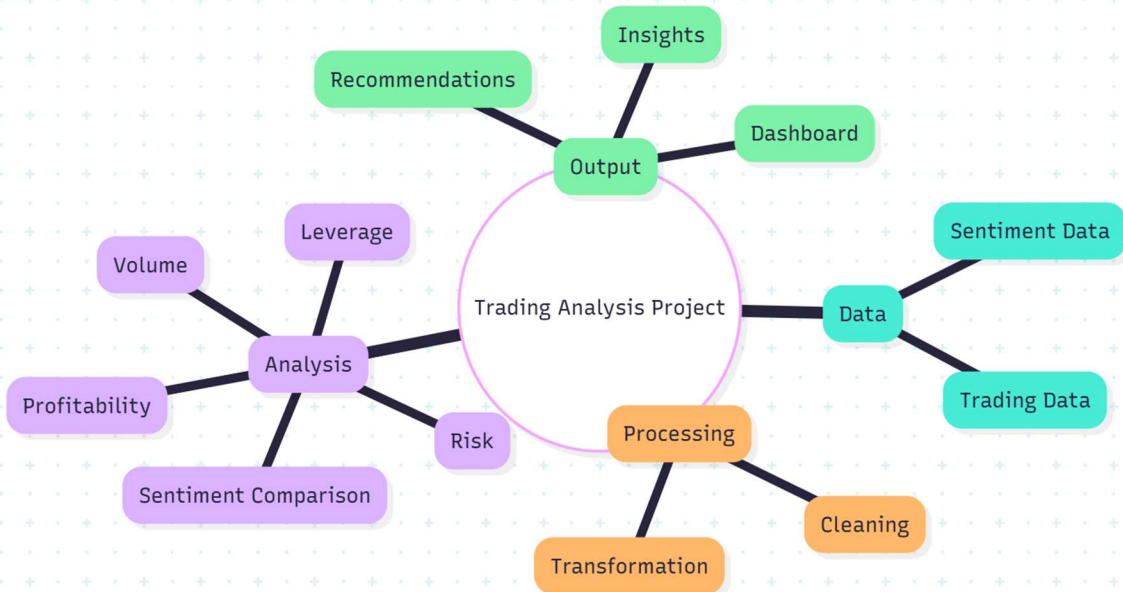 Insights
Recommendations
Dashboard
Output
Sentiment Data
Leverage
Volume
Trading Analysis Project
Data
Analysis
Trading Data
Profitability
Processing
Risk
Sentiment Comparison
Cleaning
Transformation